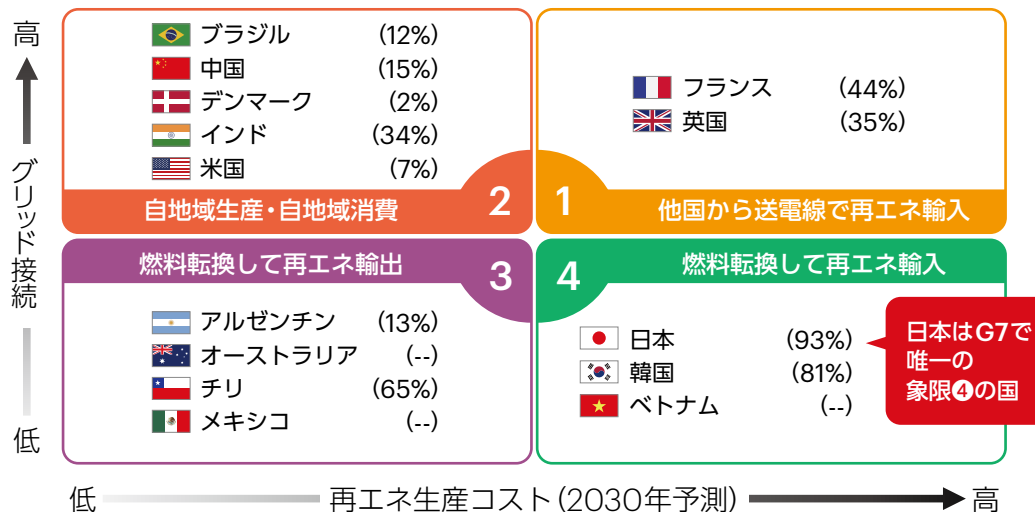 高
グリッド接続
低
ブラジル (12%)
中国 (15%)
デンマーク (2%)
インド (34%)
米国 (7%)
自地域生産・自地域消費 2
フランス (44%)
英国 (35%)
1 他国から送電線で再エネ輸入
燃料転換して再エネ輸出 3
アルゼンチン (13%)
オーストラリア (--)
チリ (65%)
メキシコ (--)
4 燃料転換して再エネ輸入
日本 (93%)
韓国 (81%)
ベトナム (--)
日本はG7で
唯一の
象限❹の国
低 再エネ生産コスト(2030年予測) 高